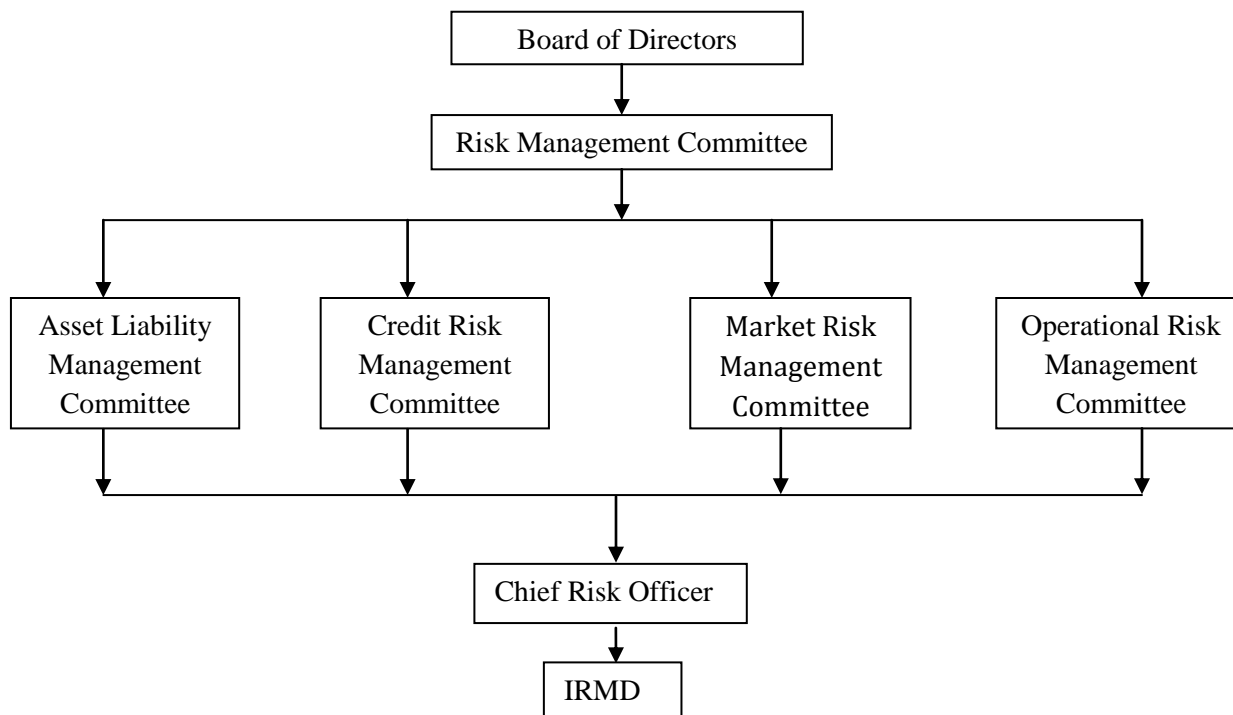 Board of Directors
Risk Management Committee
Asset Liability
Management
Committee
Credit Risk
Management
Committee
Market Risk
Management
Committee
Operational Risk
Management
Committee
Chief Risk Officer
IRMD